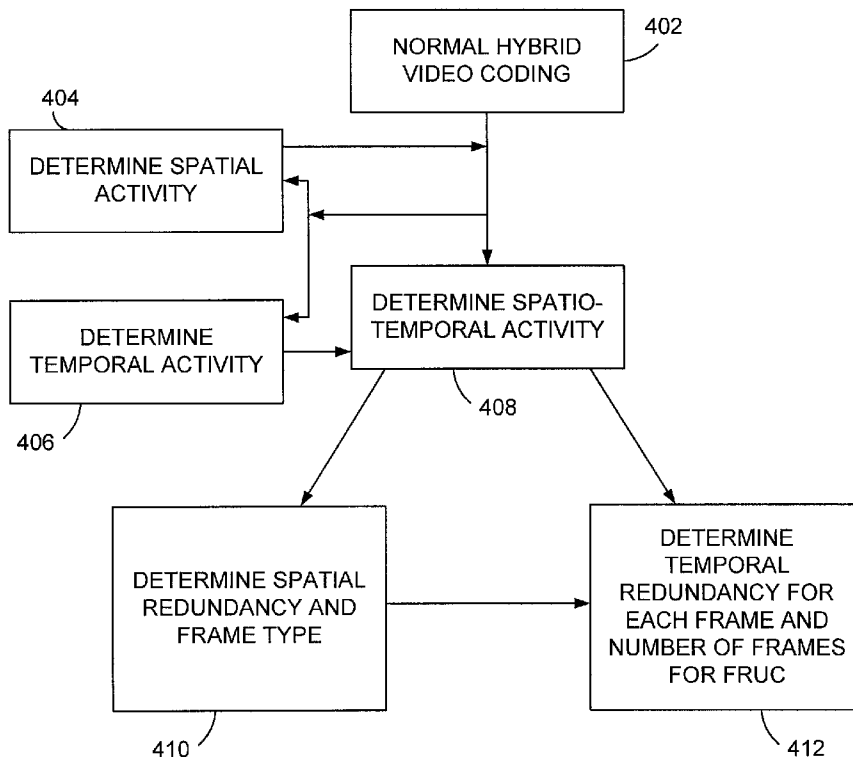 402
NORMAL HYBRID
VIDEO CODING
404
DETERMINE SPATIAL
ACTIVITY
DETERMINE
TEMPORAL ACTIVITY
406
DETERMINE SPATIO-
TEMPORAL ACTIVITY
408
DETERMINE SPATIAL
REDUNDANCY AND
FRAME TYPE
410
DETERMINE
TEMPORAL
REDUNDANCY FOR
EACH FRAME AND
NUMBER OF FRAMES
FOR FRUC
412